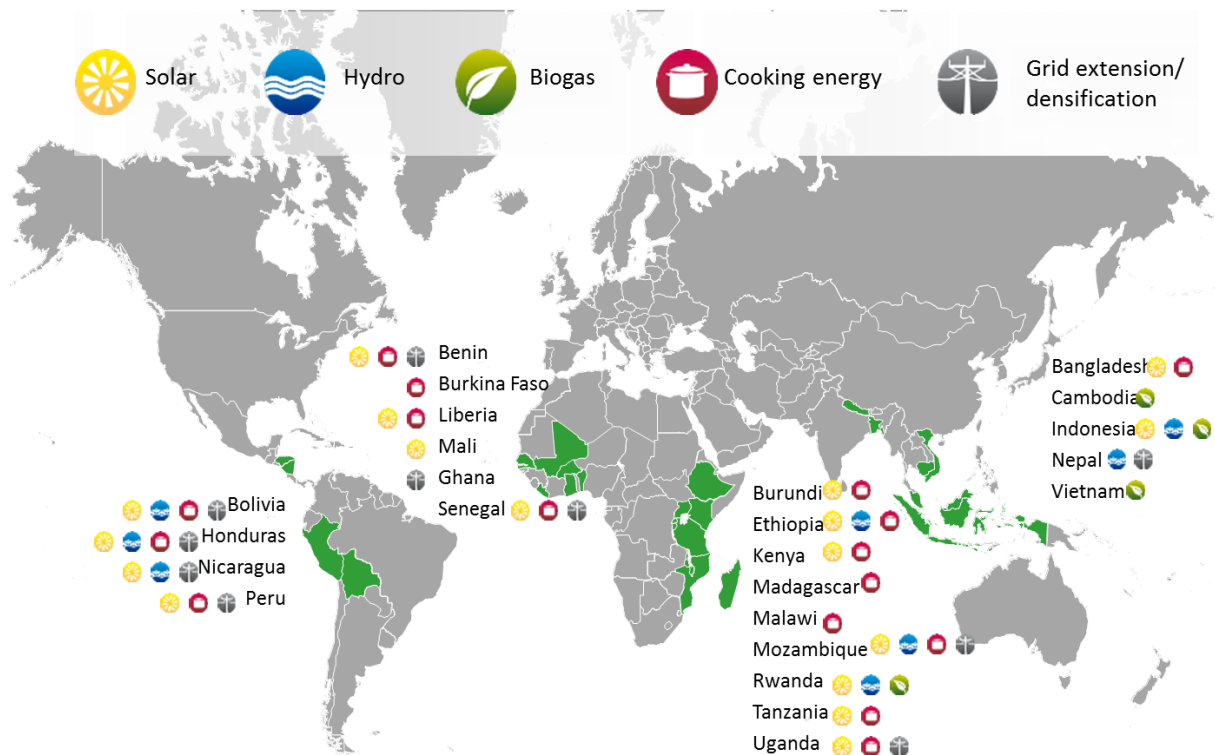 Solar
Hydro
Biogas
Cooking energy
Grid extension/
densification
Benin
Burkina Faso
Liberia
Mali
Ghana
Senegal
Bolivia
Honduras
Nicaragua
Peru
Bangladesh
Cambodia
Indonesia
Nepal
Vietnam
Burundi
Ethiopia
Kenya
Madagascar
Malawi
Mozambique
Rwanda
Tanzania
Uganda